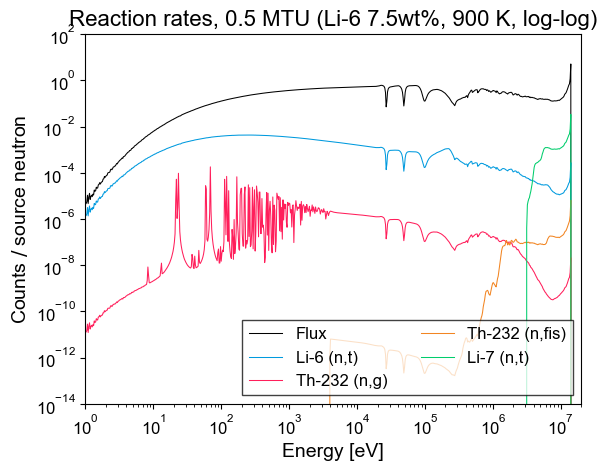 Reaction rates, 0.5 MTU (Li-6 7.5wt%, 900 K, log-log)
Counts / source neutron
10^2
10^0
10^−2
10^−4
10^−6
10^−8
10^−10
10^−12
10^−14
Flux
Li-6 (n,t)
Th-232 (n,g)
Th-232 (n,fis)
Li-7 (n,t)
10^0 10^1 10^2 10^3 10^4 10^5 10^6 10^7
Energy [eV]